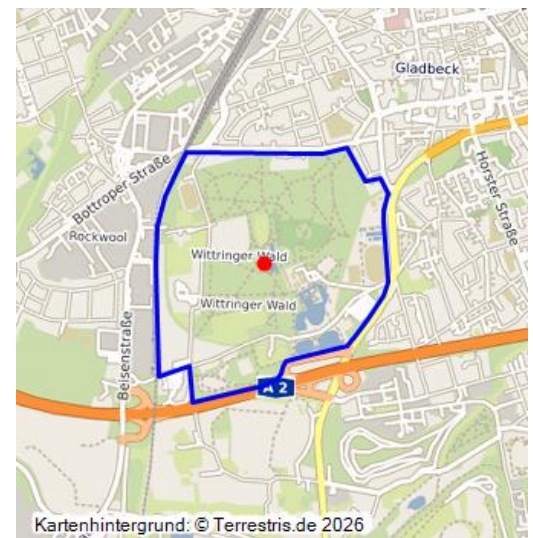 Gladbeck
Bottroper Straße
Horster Straße
Rockwool
Wittringer Wald
Wittringer Wald
Beisenstraße
A 2
Kartenhintergrund: © Terrestris.de 2026